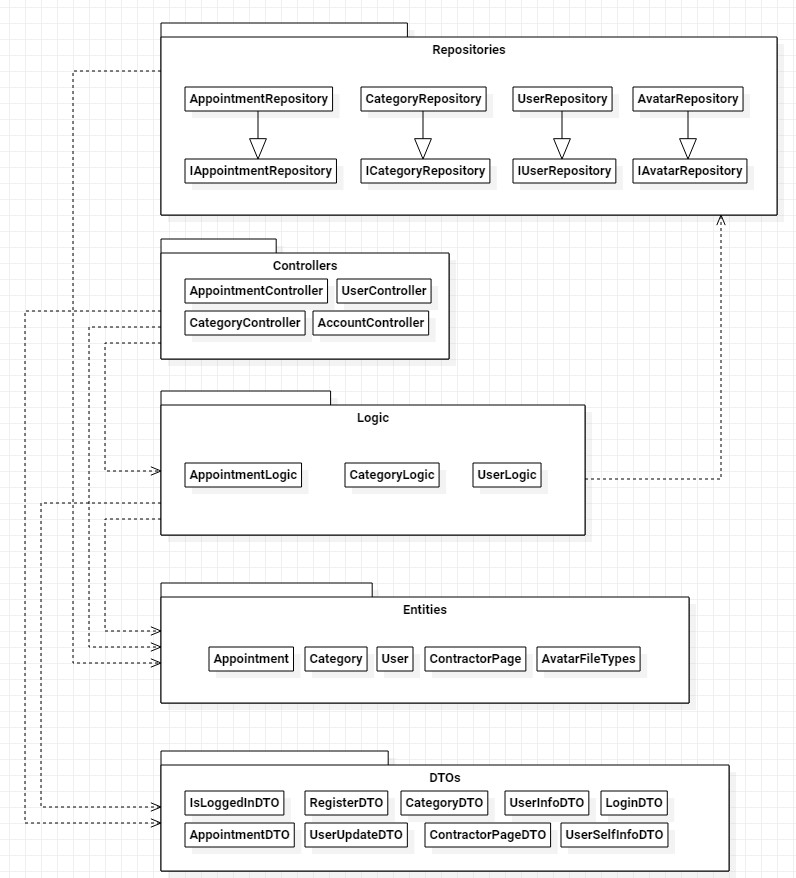 Repositories
AppointmentRepository
CategoryRepository
UserRepository
AvatarRepository
IAppointmentRepository
ICategoryRepository
IUserRepository
IAvatarRepository
Controllers
AppointmentController
UserController
CategoryController
AccountController
Logic
AppointmentLogic
CategoryLogic
UserLogic
Entities
Appointment
Category
User
ContractorPage
AvatarFileTypes
DTOs
IsLoggedInDTO
RegisterDTO
CategoryDTO
UserInfoDTO
LoginDTO
AppointmentDTO
UserUpdateDTO
ContractorPageDTO
UserSelfInfoDTO